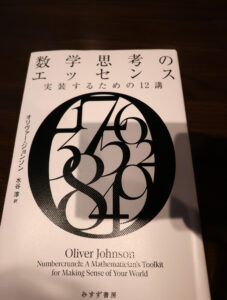 数学思考の
エッセンス
実装するための12講
オリヴァー・ジョンソン
水谷 淳 訳
Oliver Johnson
Numbercrunch: A Mathematician's Toolkit
for Making Sense of Your World
みすず書房